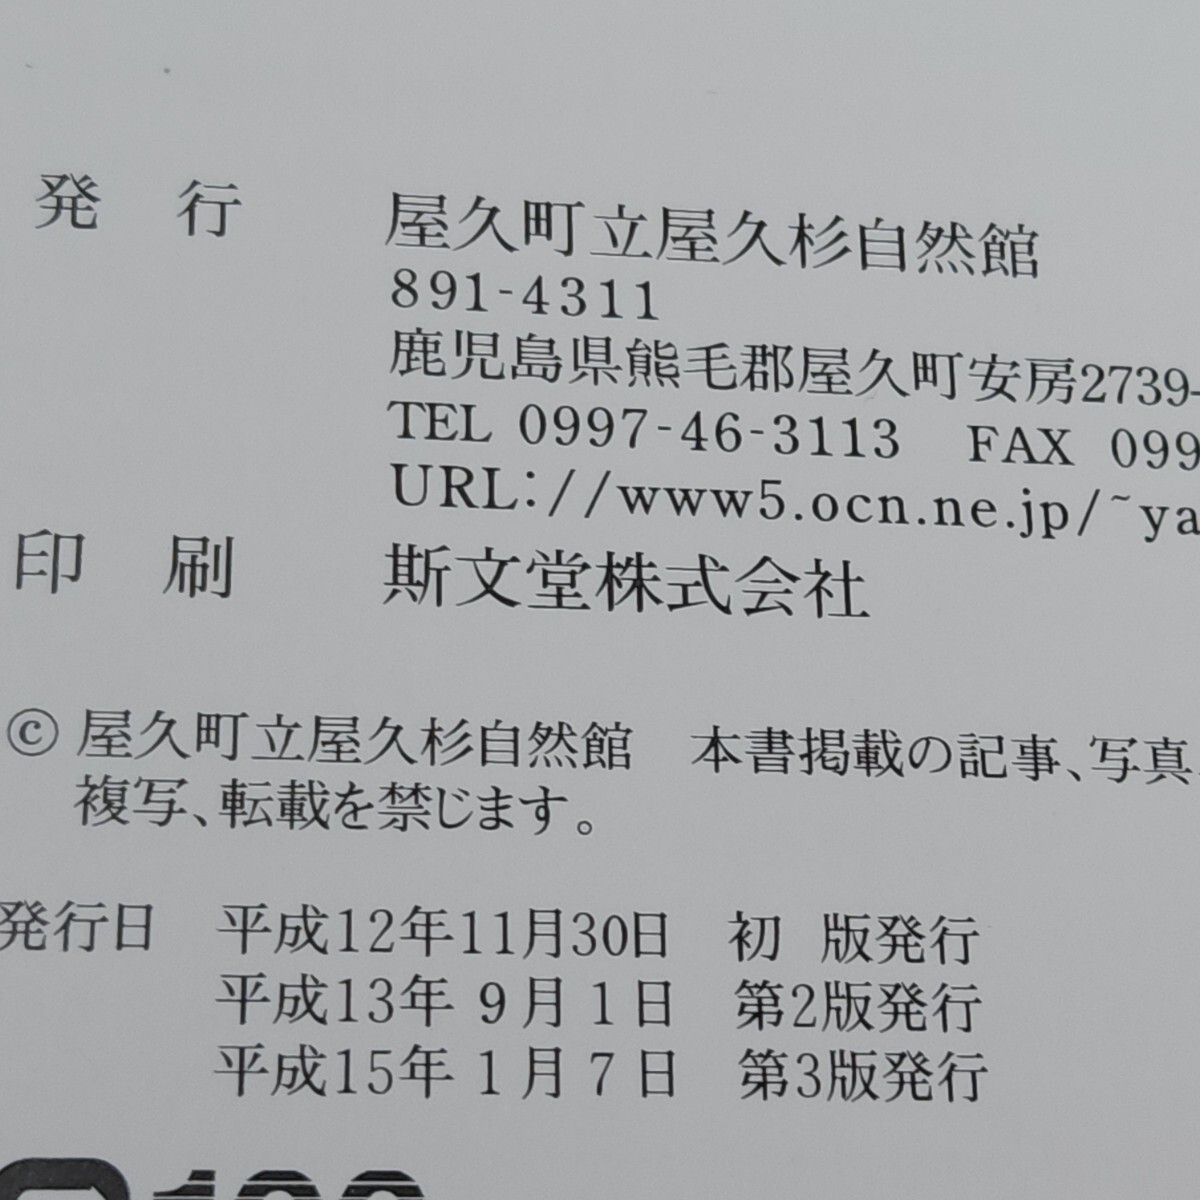 発 行 屋久町立屋久杉自然館
891-4311
鹿児島県熊毛郡屋久町安房2739-
TEL 0997-46-3113 FAX 099
URL://www5.ocn.ne.jp/~ya
印 刷 斯文堂株式会社
© 屋久町立屋久杉自然館 本書掲載の記事、写真、
複写、転載を禁じます。
発行日 平成12年11月30日 初 版発行
平成13年 9月 1日 第2版発行
平成15年 1月 7日 第3版発行
100